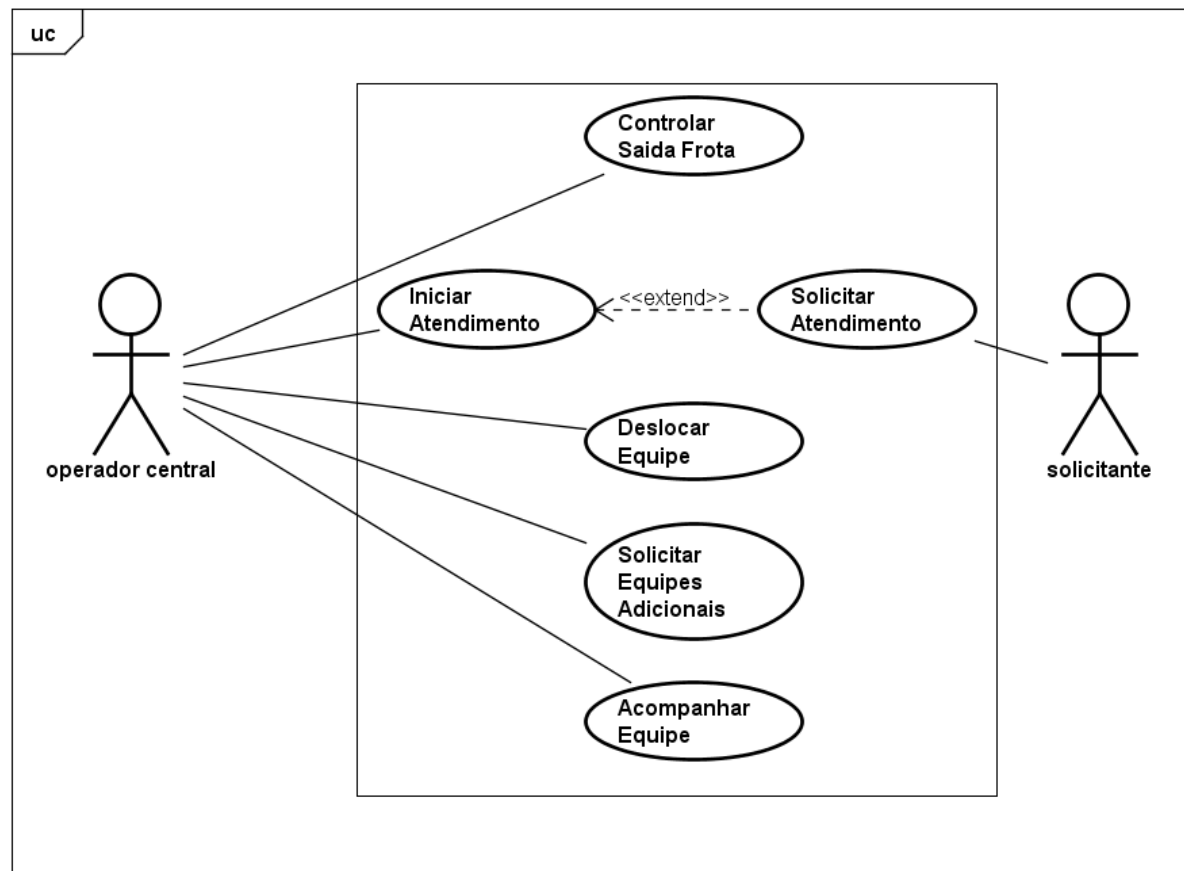 uc
Controlar
Saida Frota
Iniciar
Atendimento
<<extend>>
Solicitar
Atendimento
Deslocar
Equipe
operador central
solicitante
Solicitar
Equipes
Adicionais
Acompanhar
Equipe